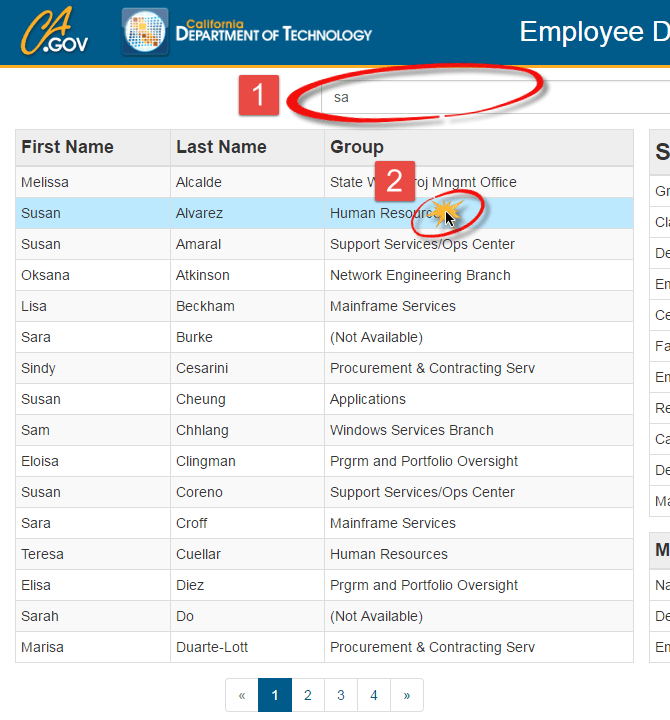 CA.GOV
California
DEPARTMENT OF TECHNOLOGY
Employee D
1
sa
First Name Last Name Group
2
Melissa Alcalde State W roj Mngmt Office
Susan Alvarez Human Resourc
Susan Amaral Support Services/Ops Center
Oksana Atkinson Network Engineering Branch
Lisa Beckham Mainframe Services
Sara Burke (Not Available)
Sindy Cesarini Procurement & Contracting Serv
Susan Cheung Applications
Sam Chhlang Windows Services Branch
Eloisa Clingman Prgrm and Portfolio Oversight
Susan Coreno Support Services/Ops Center
Sara Croff Mainframe Services
Teresa Cuellar Human Resources
Elisa Diez Prgrm and Portfolio Oversight
Sarah Do (Not Available)
Marisa Duarte-Lott Procurement & Contracting Serv
« 1 2 3 4 »
S
Gr
Cla
De
Em
Ce
Fa
Em
Re
Ca
De
Ma
M
Na
De
Em